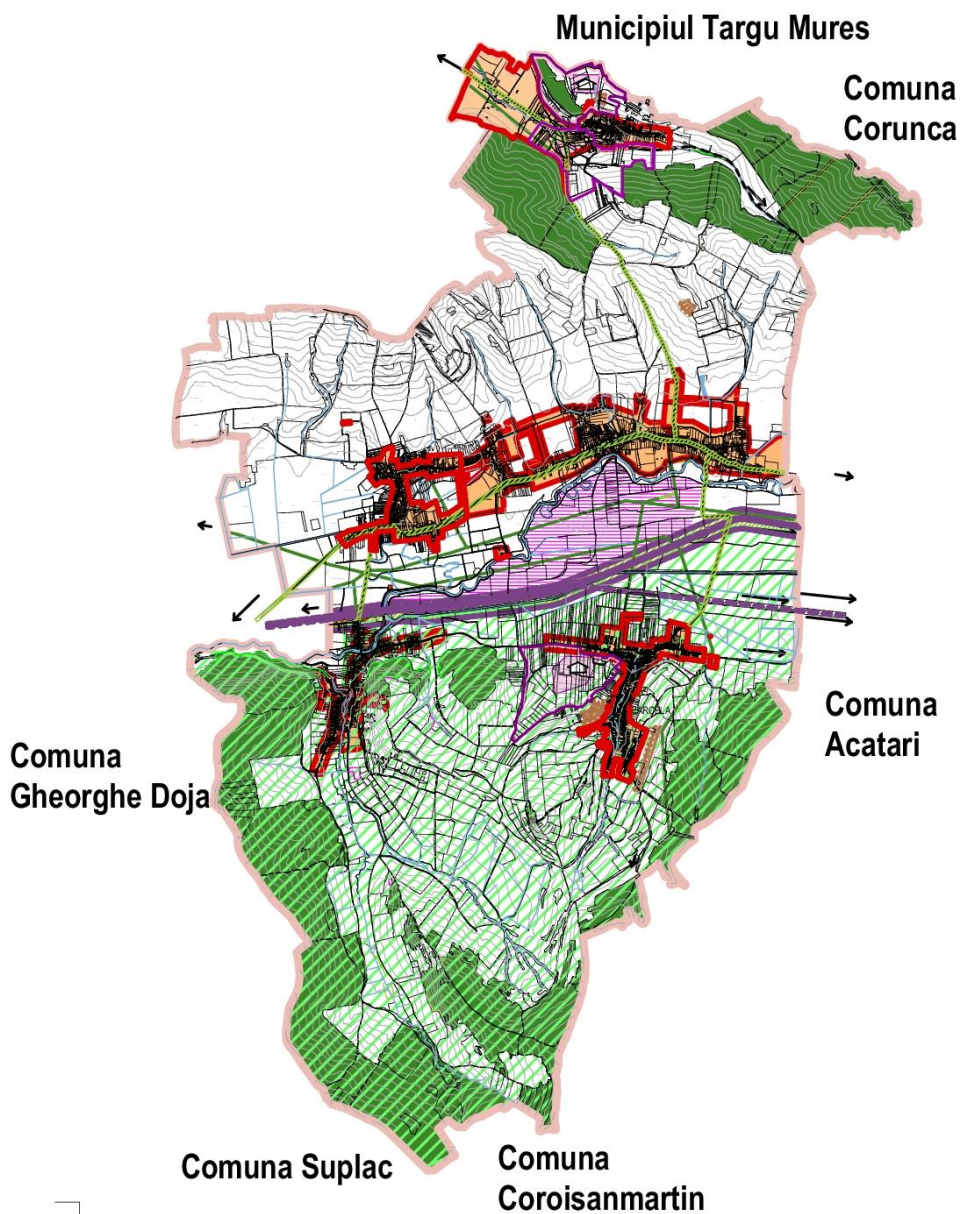 Municipiul Targu Mures
Comuna
Corunca
Comuna
Acatari
Comuna
Gheorghe Doja
Comuna Suplac
Comuna
Coroisanmartin